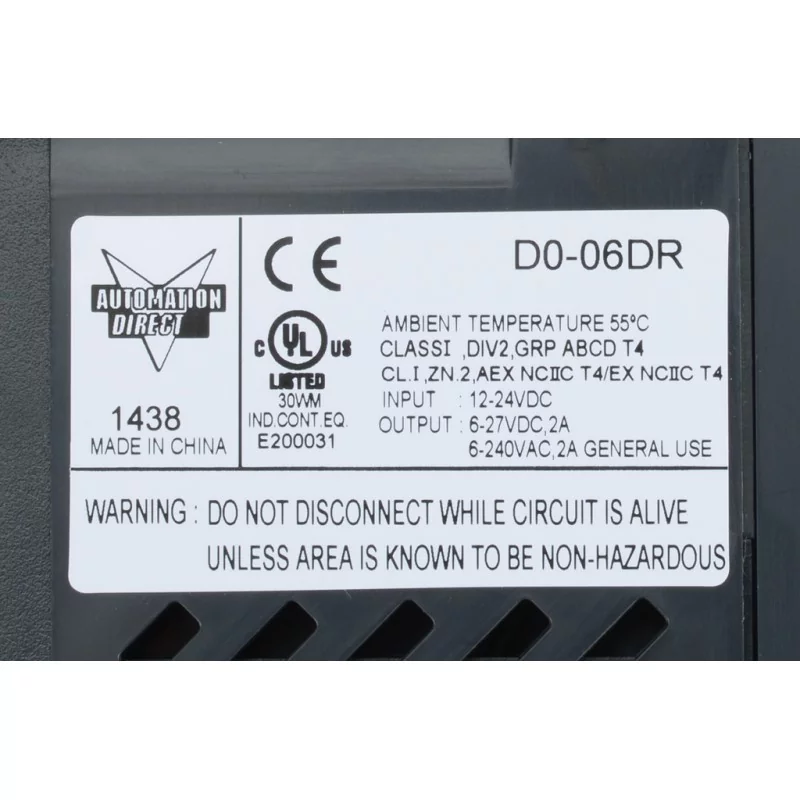 AUTOMATION
DIRECT
1438
MADE IN CHINA
CE
C UL US
LISTED
30WM
IND.CONT.EQ.
E200031
D0-06DR
AMBIENT TEMPERATURE 55°C
CLASSI ,DIV2,GRP ABCD T4
CL.I,ZN.2,AEX NCIIC T4/EX NCIIC T4
INPUT : 12-24VDC
OUTPUT : 6-27VDC,2A
6-240VAC,2A GENERAL USE
WARNING : DO NOT DISCONNECT WHILE CIRCUIT IS ALIVE
UNLESS AREA IS KNOWN TO BE NON-HAZARDOUS